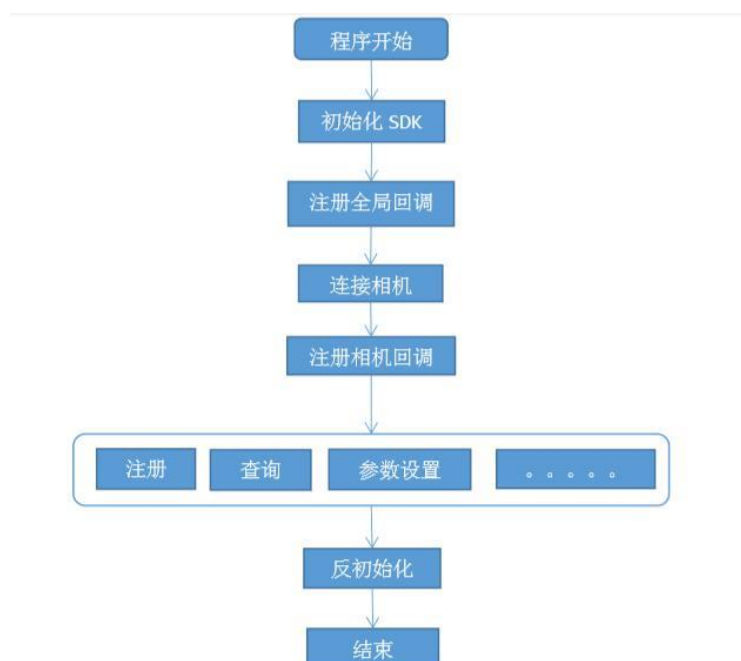 程序开始
初始化 SDK
注册全局回调
连接相机
注册相机回调
注册 查询 参数设置 。。。。。
反初始化
结束